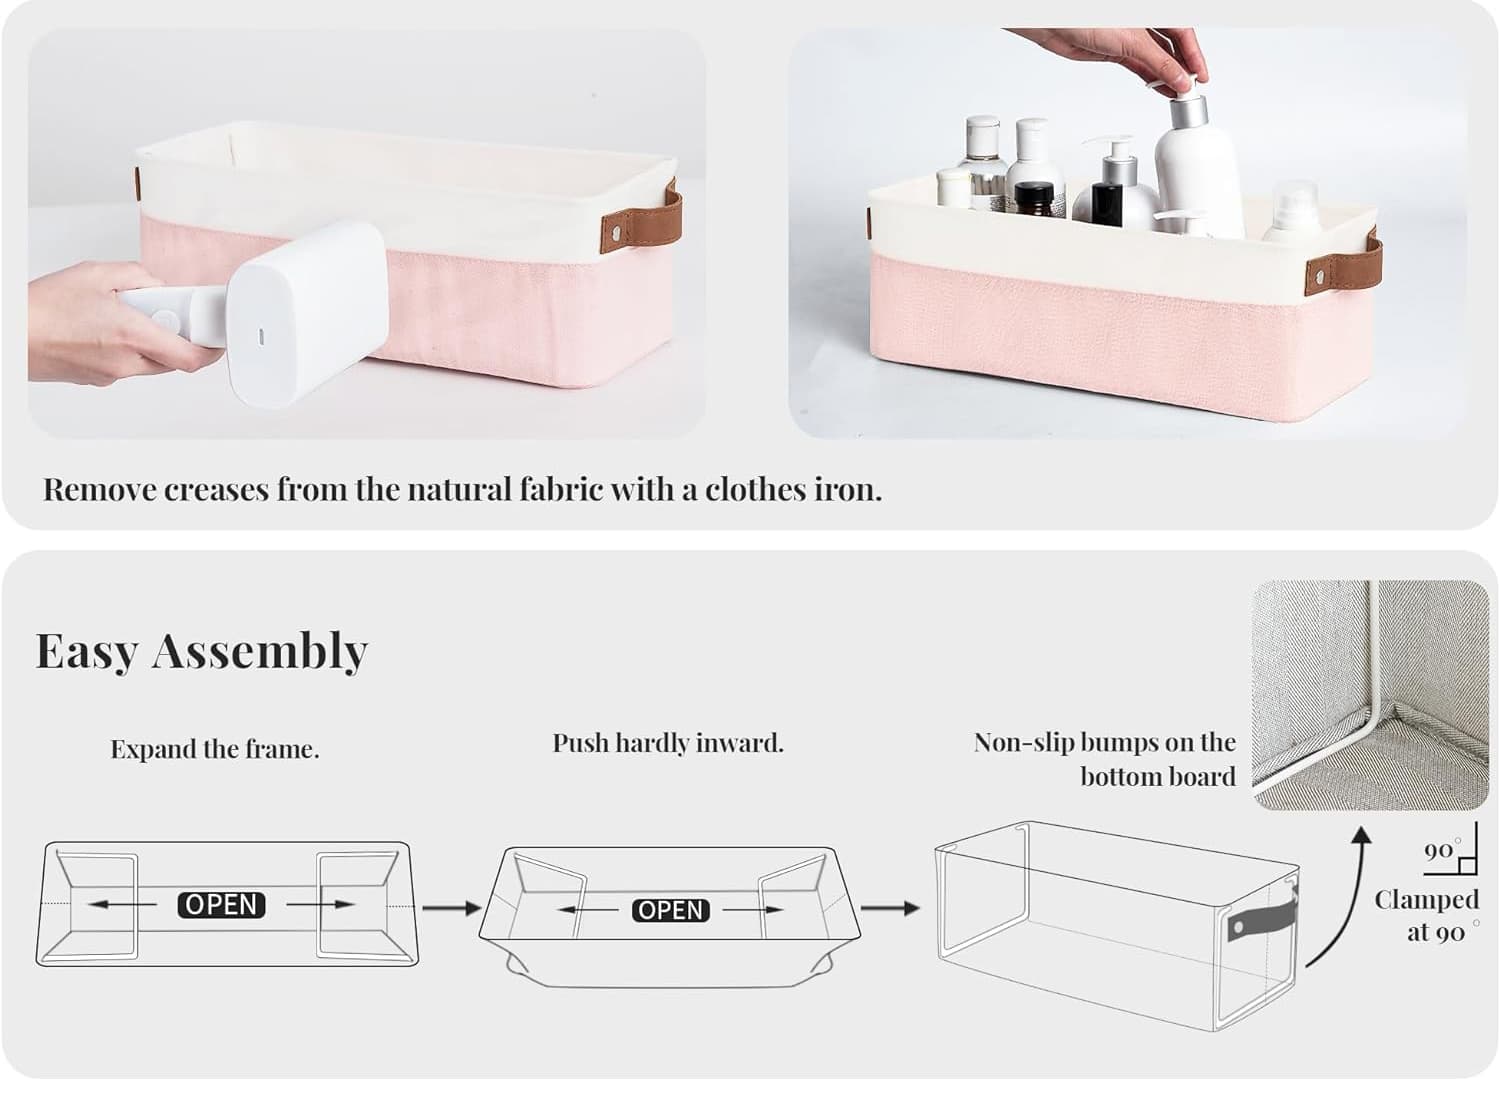 Remove creases from the natural fabric with a clothes iron.
Easy Assembly
Expand the frame.
Push hardly inward.
Non-slip bumps on the
bottom board
OPEN
OPEN
90°
Clamped
at 90°